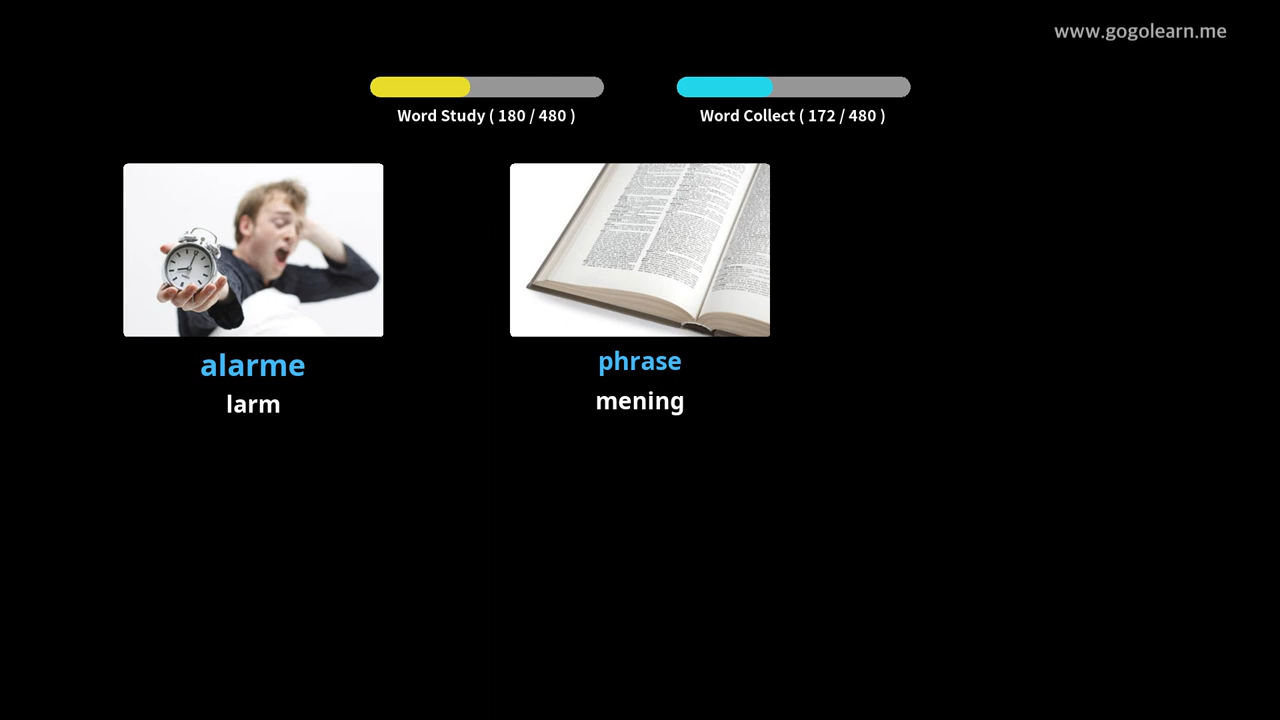 www.gogolearn.me
Word Study ( 180 / 480 )
Word Collect ( 172 / 480 )
alarme
larm
phrase
mening